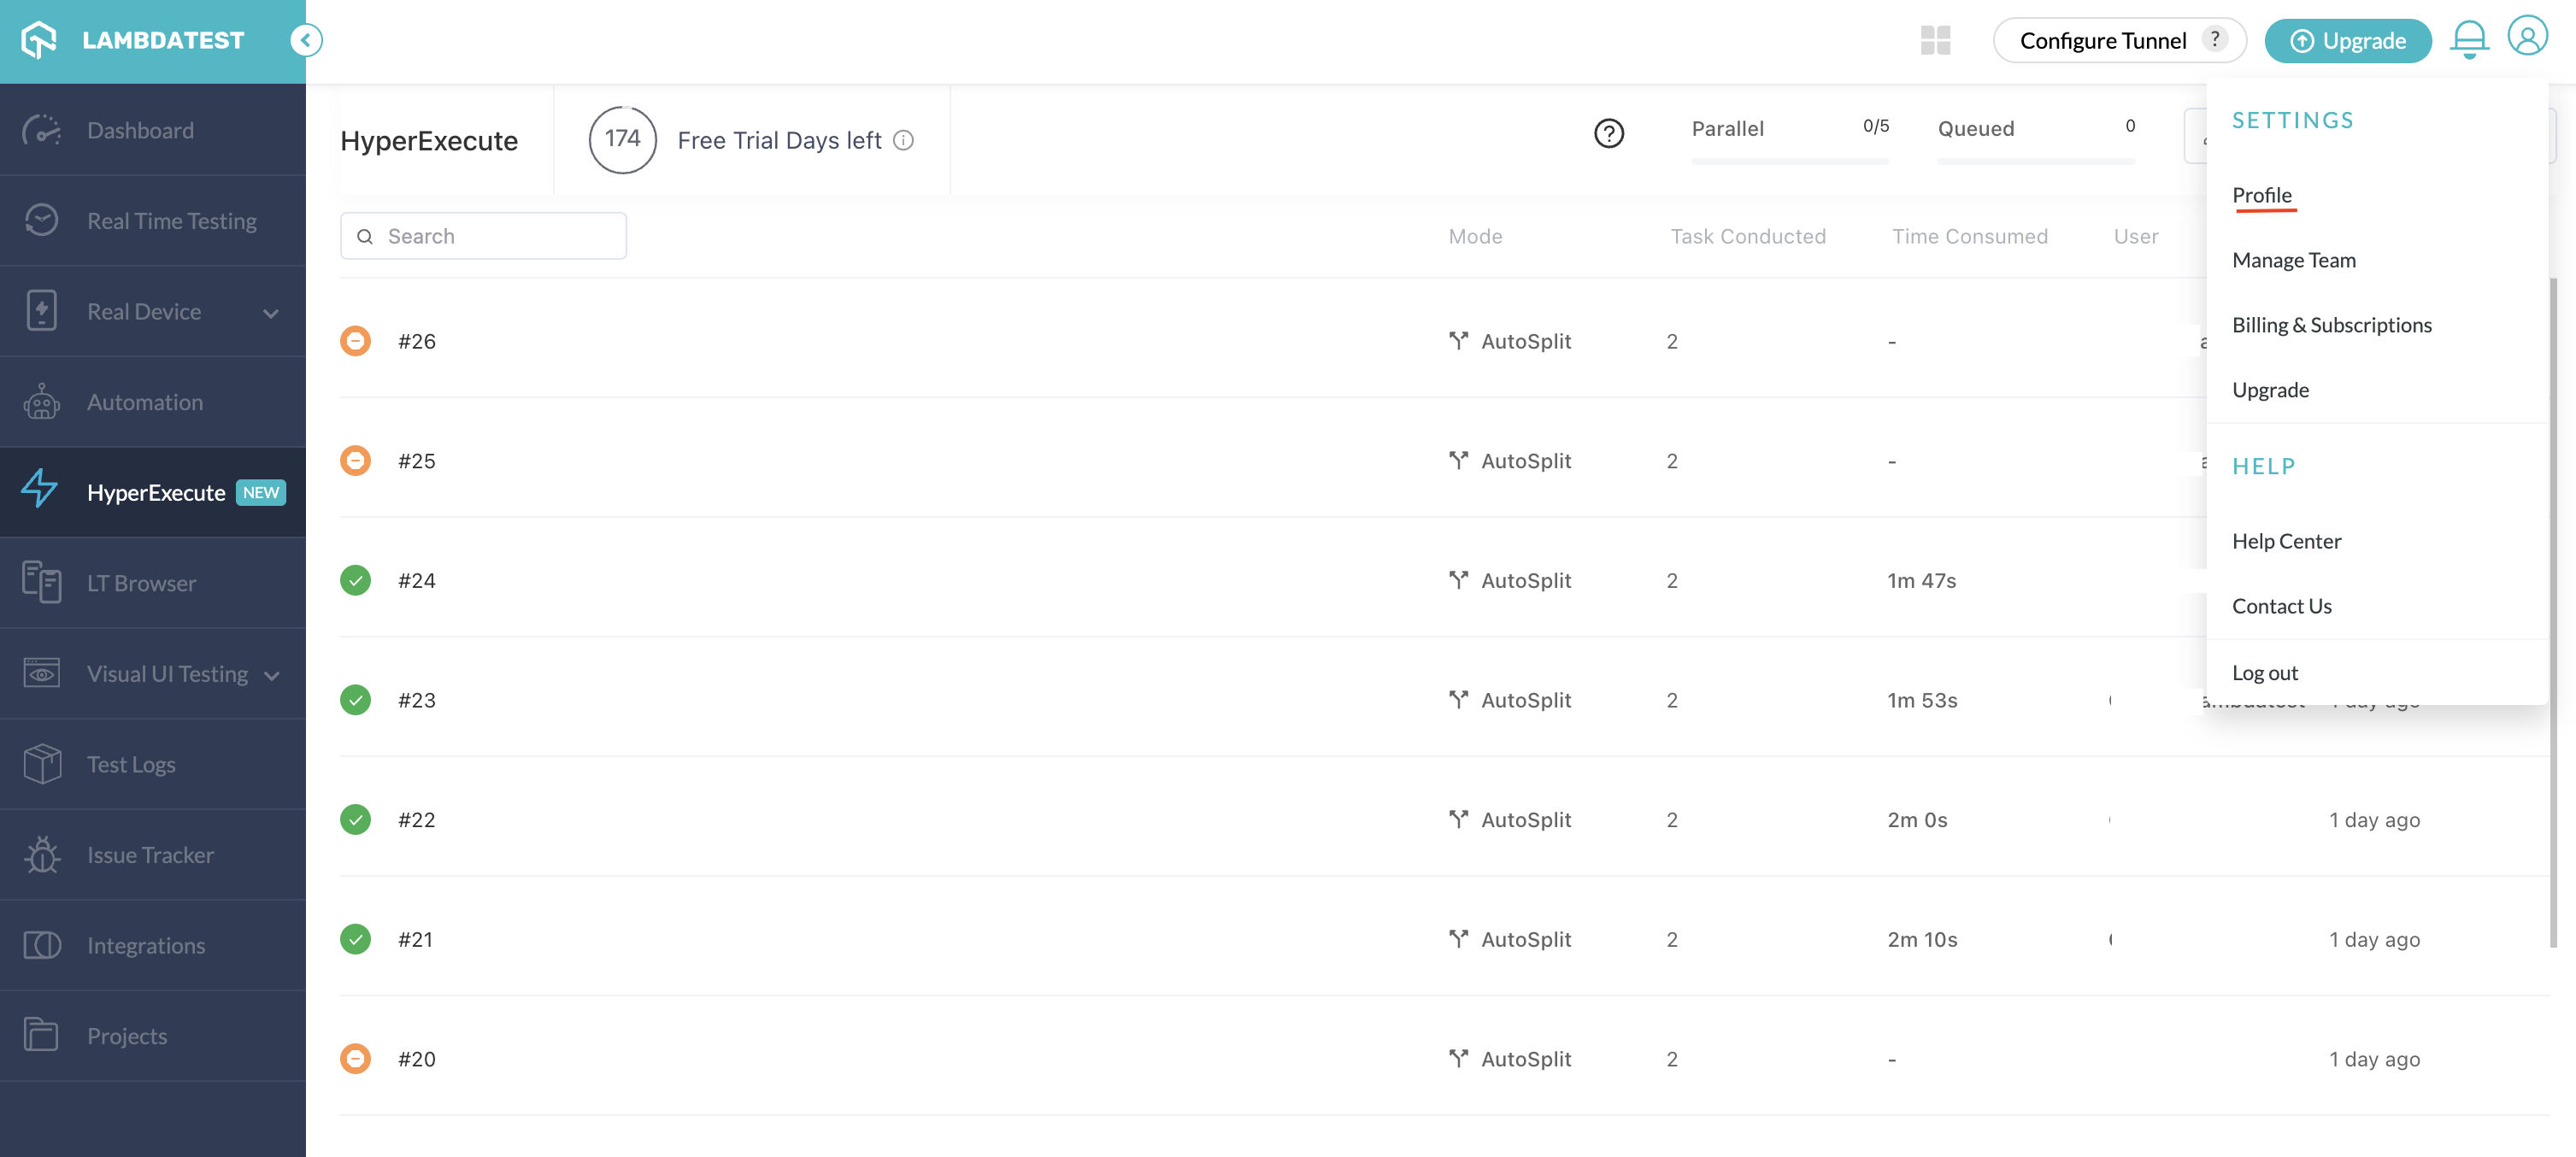 LAMBDATEST
Configure Tunnel ?
Upgrade
Dashboard
Real Time Testing
Real Device
Automation
HyperExecute NEW
LT Browser
Visual UI Testing
Test Logs
Issue Tracker
Integrations
Projects
HyperExecute
174 Free Trial Days left
?
Parallel 0/5
Queued 0
Search
Mode Task Conducted Time Consumed User
#26 AutoSplit 2 -
#25 AutoSplit 2 -
#24 AutoSplit 2 1m 47s
#23 AutoSplit 2 1m 53s
#22 AutoSplit 2 2m 0s 1 day ago
#21 AutoSplit 2 2m 10s 1 day ago
#20 AutoSplit 2 - 1 day ago
SETTINGS
Profile
Manage Team
Billing & Subscriptions
Upgrade
HELP
Help Center
Contact Us
Log out